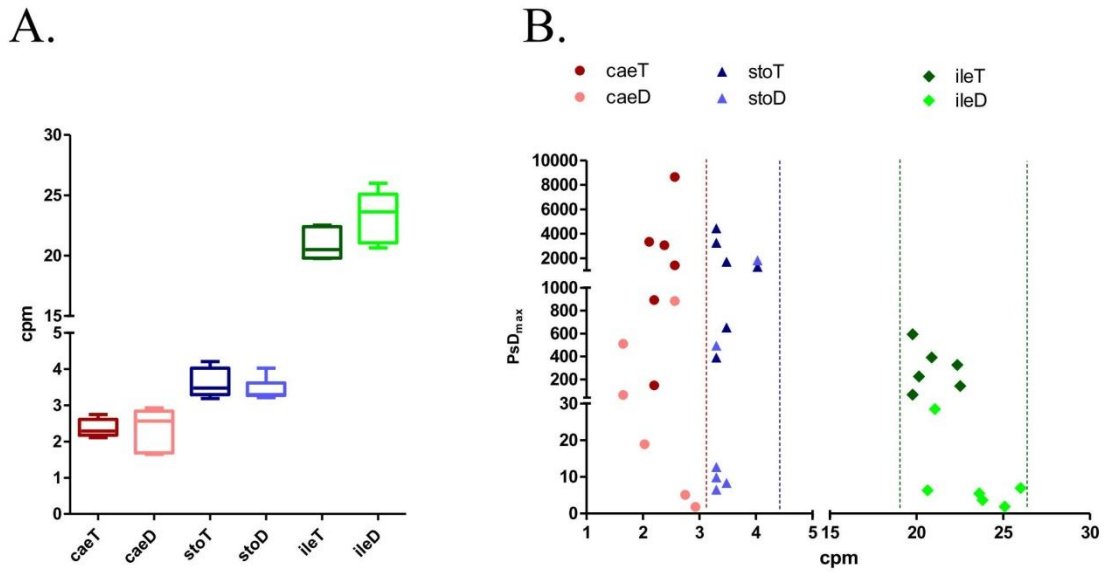 A.
30
25
20
15
5
4
3
2
1
0
cpm
caeT caeD stoT stoD ileT ileD
B.
caeT stoT ileT
caeD stoD ileD
10000
8000
6000
4000
2000
1000
800
600
400
200
30
20
10
0
PsDmax
1 2 3 4 5 15 20 25 30
cpm